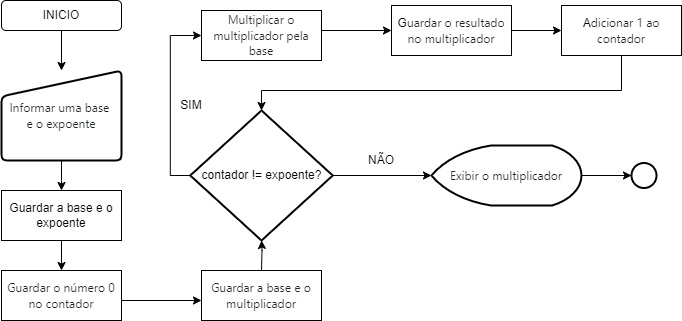 INICIO
Informar uma base
e o expoente
Guardar a base e o
expoente
Guardar o número 0
no contador
Guardar a base e o
multiplicador
contador != expoente?
SIM
Multiplicar o
multiplicador pela
base
Guardar o resultado
no multiplicador
Adicionar 1 ao
contador
NÃO
Exibir o multiplicador